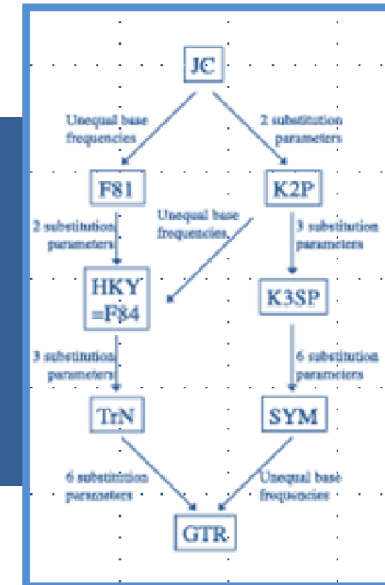 JC
Unequal base
frequencies
2 substitution
parameters
F81
K2P
2 substitution
parameters
Unequal base
frequencies
3 substitution
parameters
HKY
=F84
K3SP
3 substitution
parameters
6 substitution
parameters
TrN
SYM
6 substitution
parameters
Unequal base
frequencies
GTR